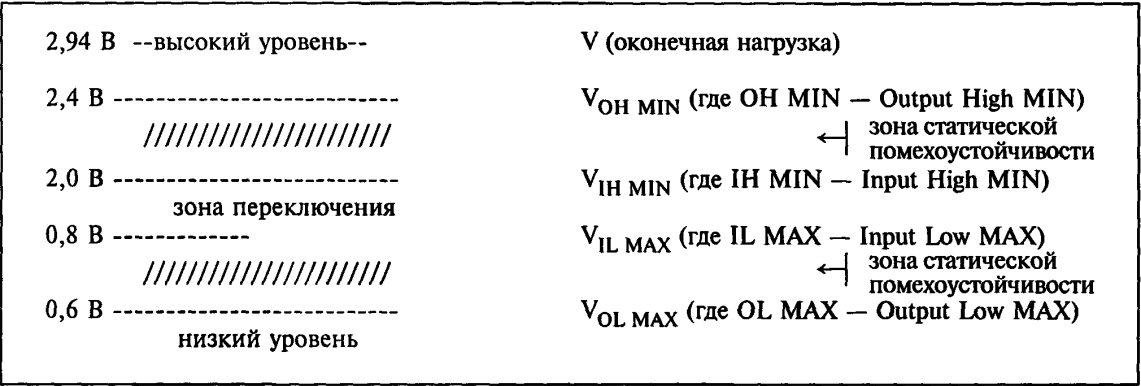 2,94 В --высокий уровень-- V (оконечная нагрузка)
2,4 В -------------------------- V_OH MIN (где OH MIN — Output High MIN)
/////////////////////// зона статической
помехоустойчивости
2,0 В -------------------------- V_IH MIN (где IH MIN — Input High MIN)
зона переключения
0,8 В ------------- V_IL MAX (где IL MAX — Input Low MAX)
/////////////////////// зона статической
помехоустойчивости
0,6 В -------------------------- V_OL MAX (где OL MAX — Output Low MAX)
низкий уровень